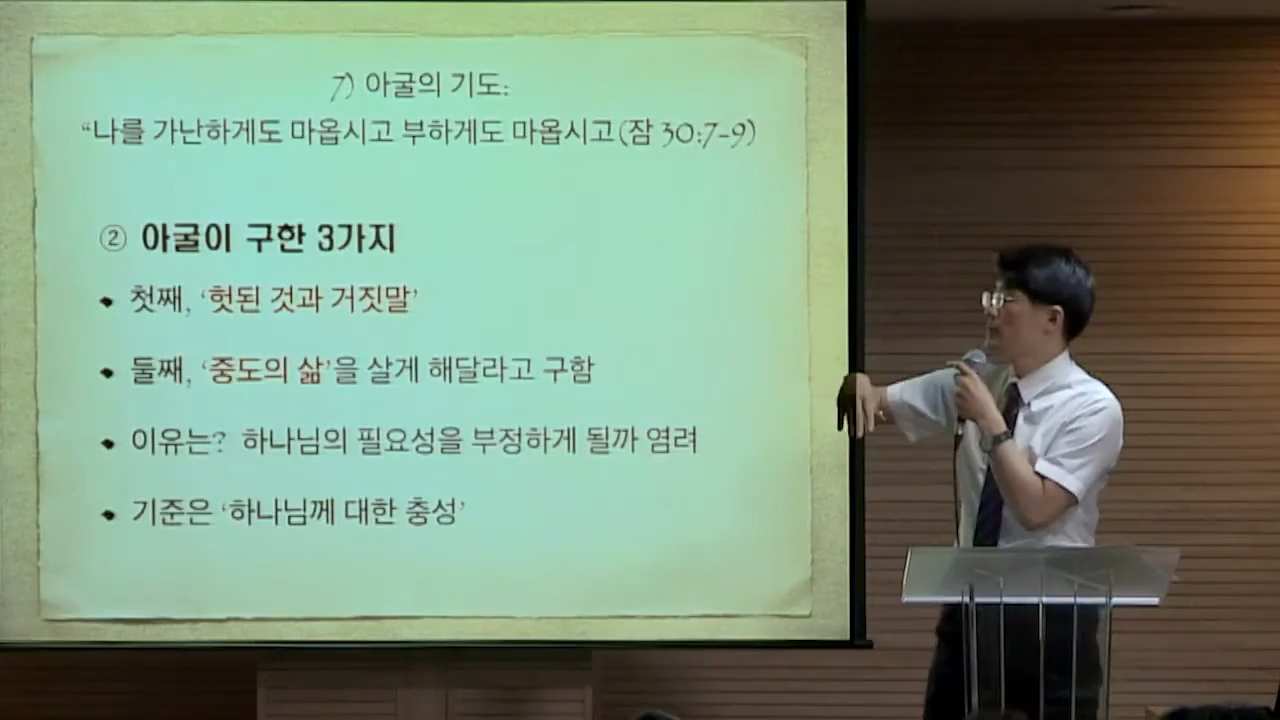 7) 아굴의 기도:
“나를 가난하게도 마옵시고 부하게도 마옵시고(잠 30:7-9)
② 아굴이 구한 3가지
• 첫째, ‘헛된 것과 거짓말’
• 둘째, ‘중도의 삶’을 살게 해달라고 구함
• 이유는? 하나님의 필요성을 부정하게 될까 염려
• 기준은 ‘하나님께 대한 충성’